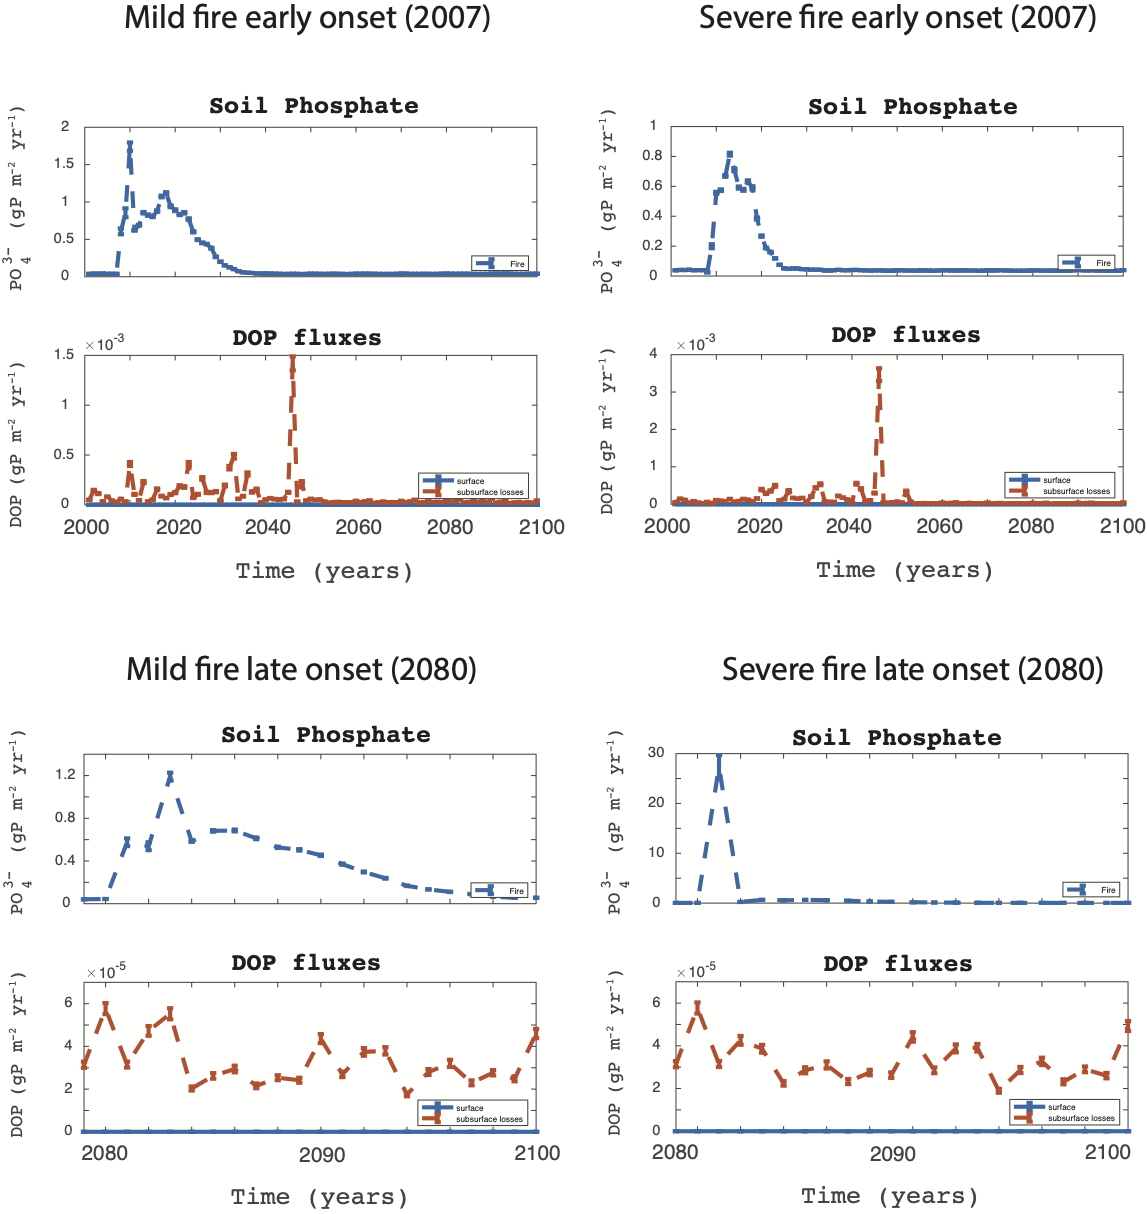 Mild fire early onset (2007)
Severe fire early onset (2007)
Soil Phosphate
PO₄³⁻ (gP m⁻² yr⁻¹)
2
1.5
1
0.5
0
Fire
Soil Phosphate
PO₄³⁻ (gP m⁻² yr⁻¹)
1
0.8
0.6
0.4
0.2
0
Fire
DOP fluxes
×10⁻³
DOP (gP m⁻² yr⁻¹)
1.5
1
0.5
0
surface
subsurface losses
2000 2020 2040 2060 2080 2100
Time (years)
DOP fluxes
×10⁻³
DOP (gP m⁻² yr⁻¹)
4
3
2
1
0
surface
subsurface losses
2000 2020 2040 2060 2080 2100
Time (years)
Mild fire late onset (2080)
Severe fire late onset (2080)
Soil Phosphate
PO₄³⁻ (gP m⁻² yr⁻¹)
1.2
0.8
0.4
0
Fire
Soil Phosphate
PO₄³⁻ (gP m⁻² yr⁻¹)
30
20
10
0
Fire
DOP fluxes
×10⁻⁵
DOP (gP m⁻² yr⁻¹)
6
4
2
0
surface
subsurface losses
2080 2090 2100
Time (years)
DOP fluxes
×10⁻⁵
DOP (gP m⁻² yr⁻¹)
6
4
2
0
surface
subsurface losses
2080 2090 2100
Time (years)